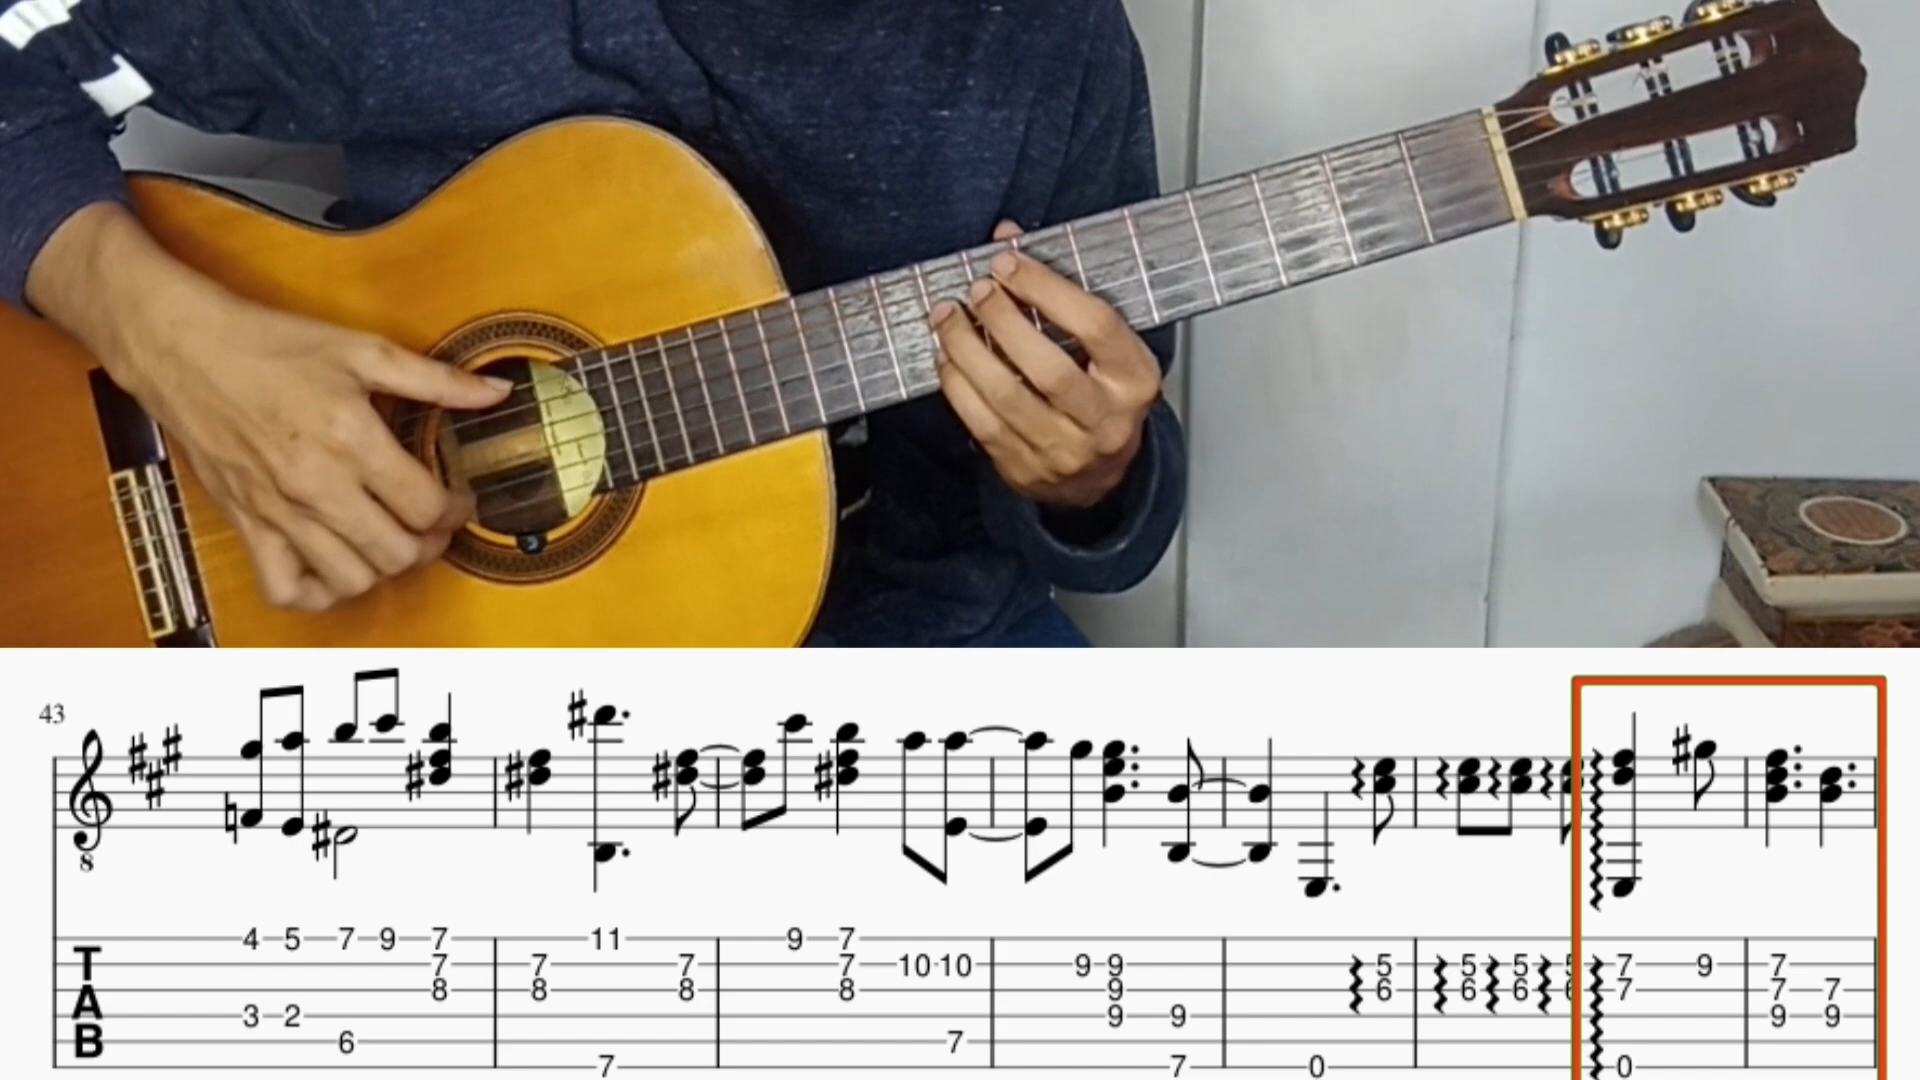 43
8
4 5 7 9 7 11 9 7
T 7 7 7 7 10 10 9 9 5 5 5 5 7 9 7
A 8 8 8 8 9 6 6 6 6 7 7 7
3 2 9 9 9 9
B 6 7
7 7 0 0